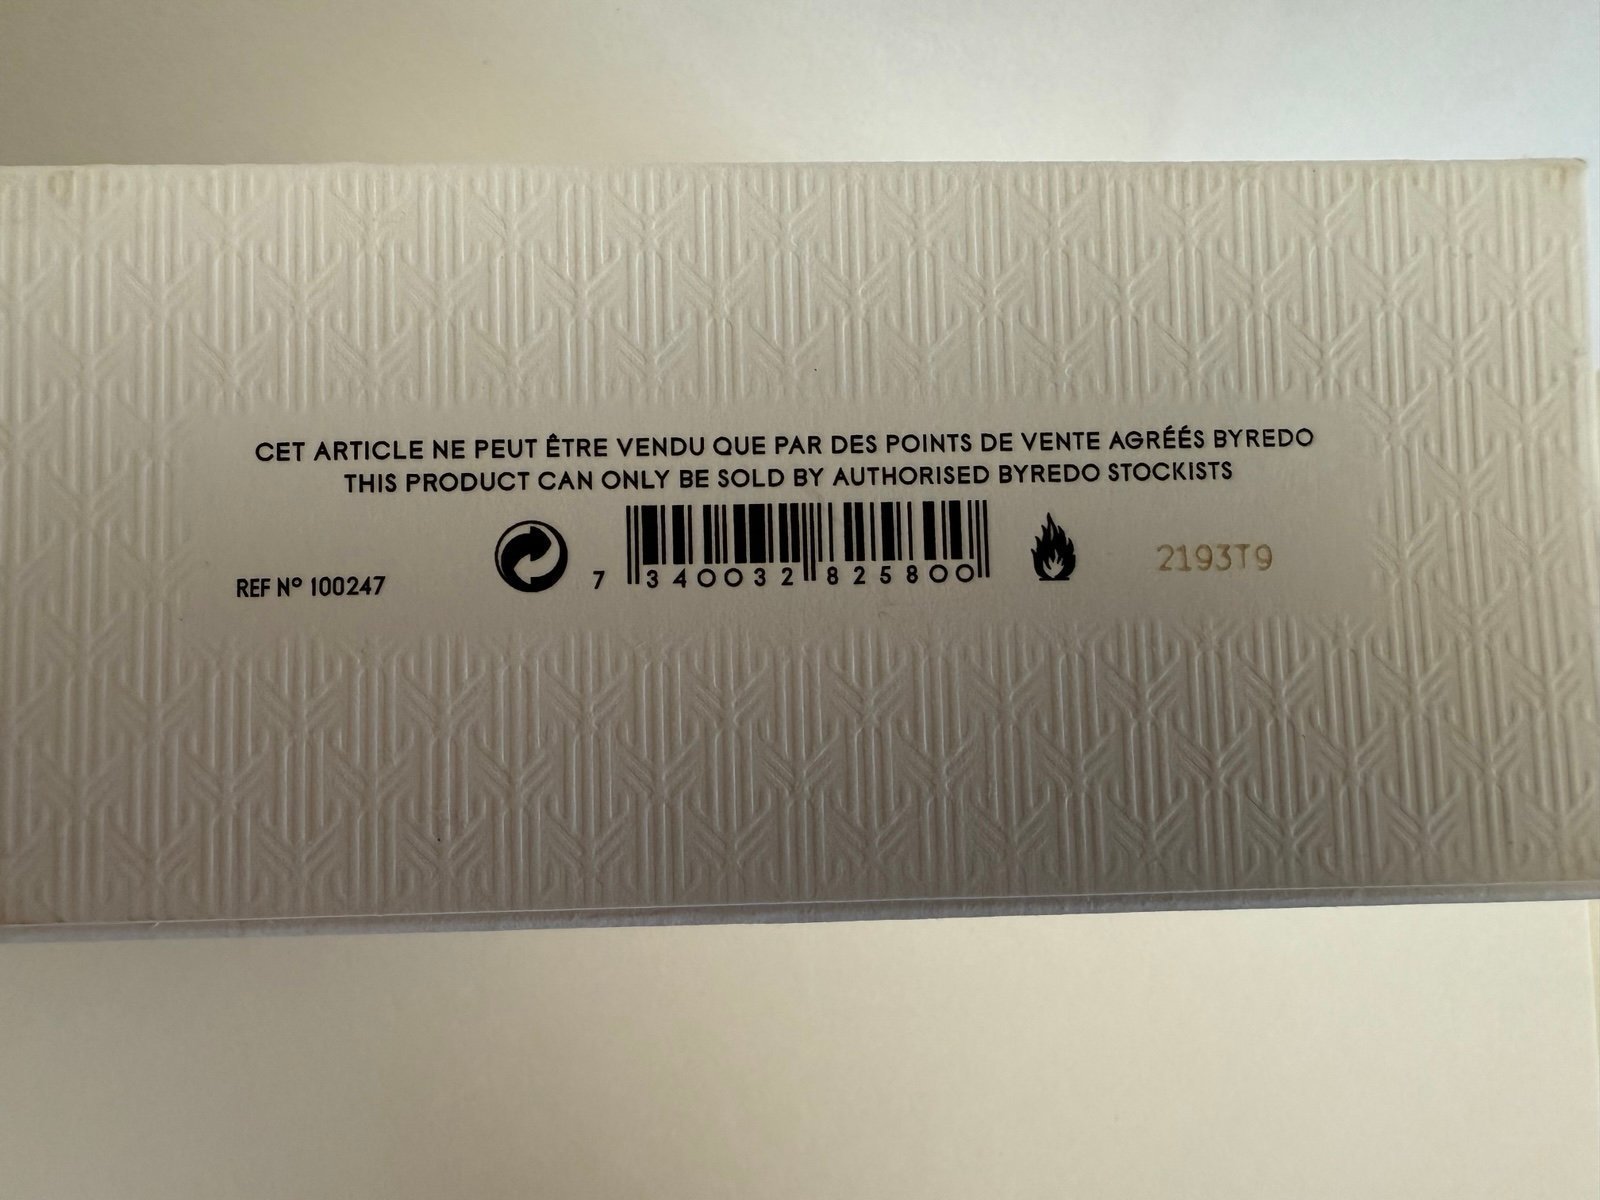 CET ARTICLE NE PEUT ÊTRE VENDU QUE PAR DES POINTS DE VENTE AGRÉÉS BYREDO
THIS PRODUCT CAN ONLY BE SOLD BY AUTHORISED BYREDO STOCKISTS
REF Nº 100247
7 340032 825800
2193T9